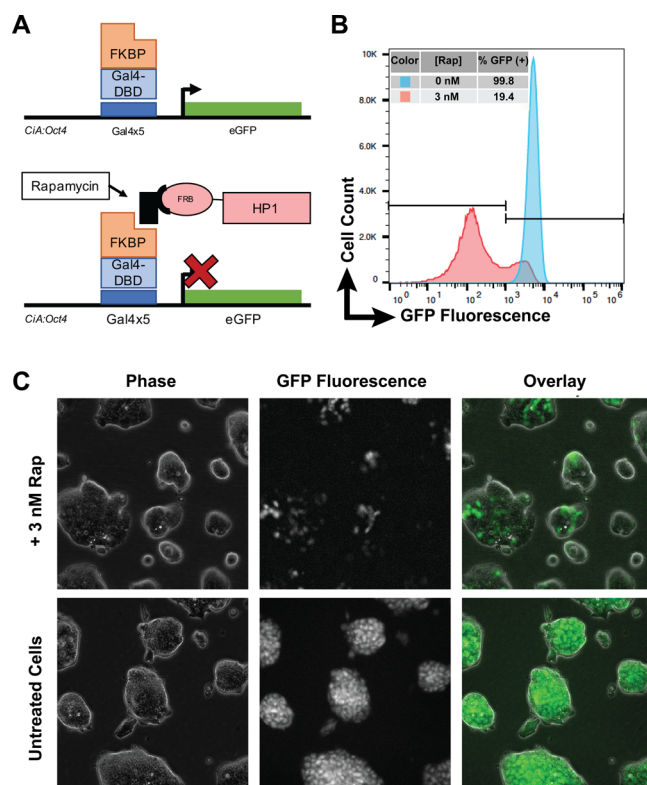 A
FKBP
Gal4-
DBD
CiA:Oct4
Gal4x5
eGFP
Rapamycin
FRB
HP1
FKBP
Gal4-
DBD
CiA:Oct4
Gal4x5
eGFP
B
Color [Rap] % GFP (+)
0 nM 99.8
3 nM 19.4
10K
8.0K
6.0K
4.0K
2.0K
0
Cell Count
10^0 10^1 10^2 10^3 10^4 10^5 10^6
GFP Fluorescence
C
Phase GFP Fluorescence Overlay
+ 3 nM Rap
Untreated Cells